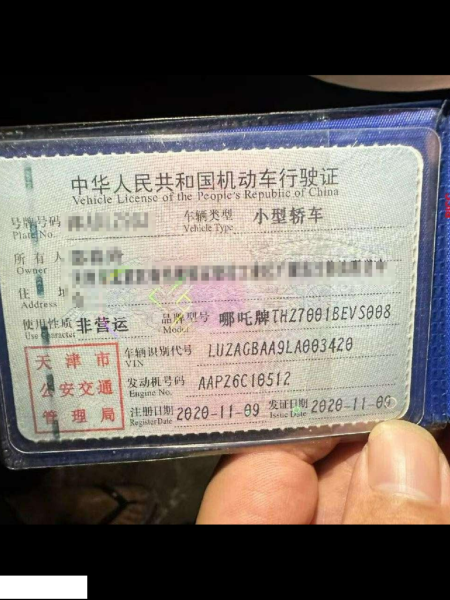 中华人民共和国机动车行驶证
Vehicle License of the People's Republic of China
号牌号码 车辆类型 小型轿车
Plate No. Vehicle Type
所有人
Owner
住址
Address
使用性质 非营运 品牌型号 哪吒牌THZ7001BEVS008
Use Character Model
天津市
公安交通
管理局
车辆识别代号 LUZAGBAA9LA003420
VIN
发动机号码 AAPZ6C10512
Engine No.
注册日期 2020-11-09 发证日期 2020-11-09
Register Date Issue Date